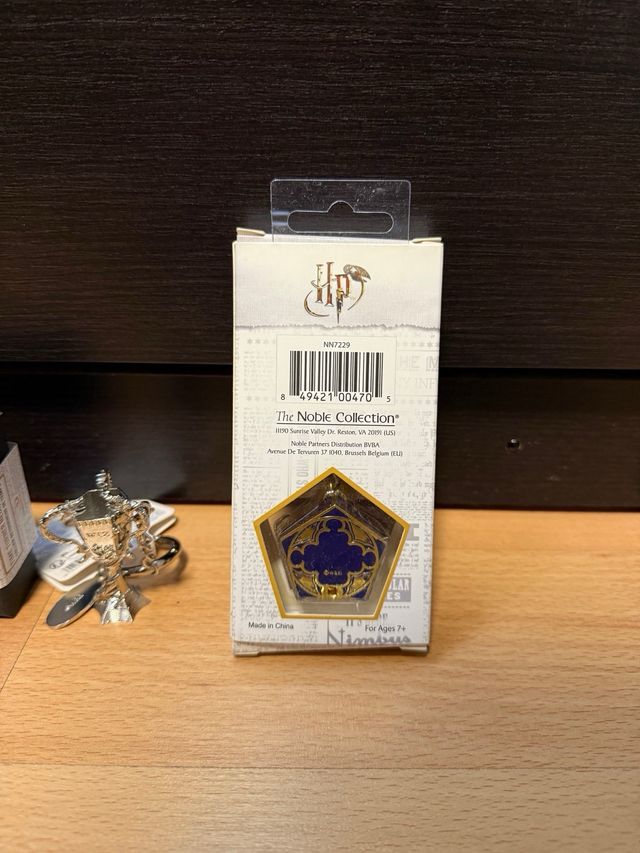 HP
NN7229
8 49421 00470 5
The Noble Collection®
11190 Sunrise Valley Dr. Reston, VA 20191 (US)
Noble Partners Distribution BVBA
Avenue De Tervuren 37 1040, Brussels Belgium (EU)
Made in China
For Ages 7+
Nimbus